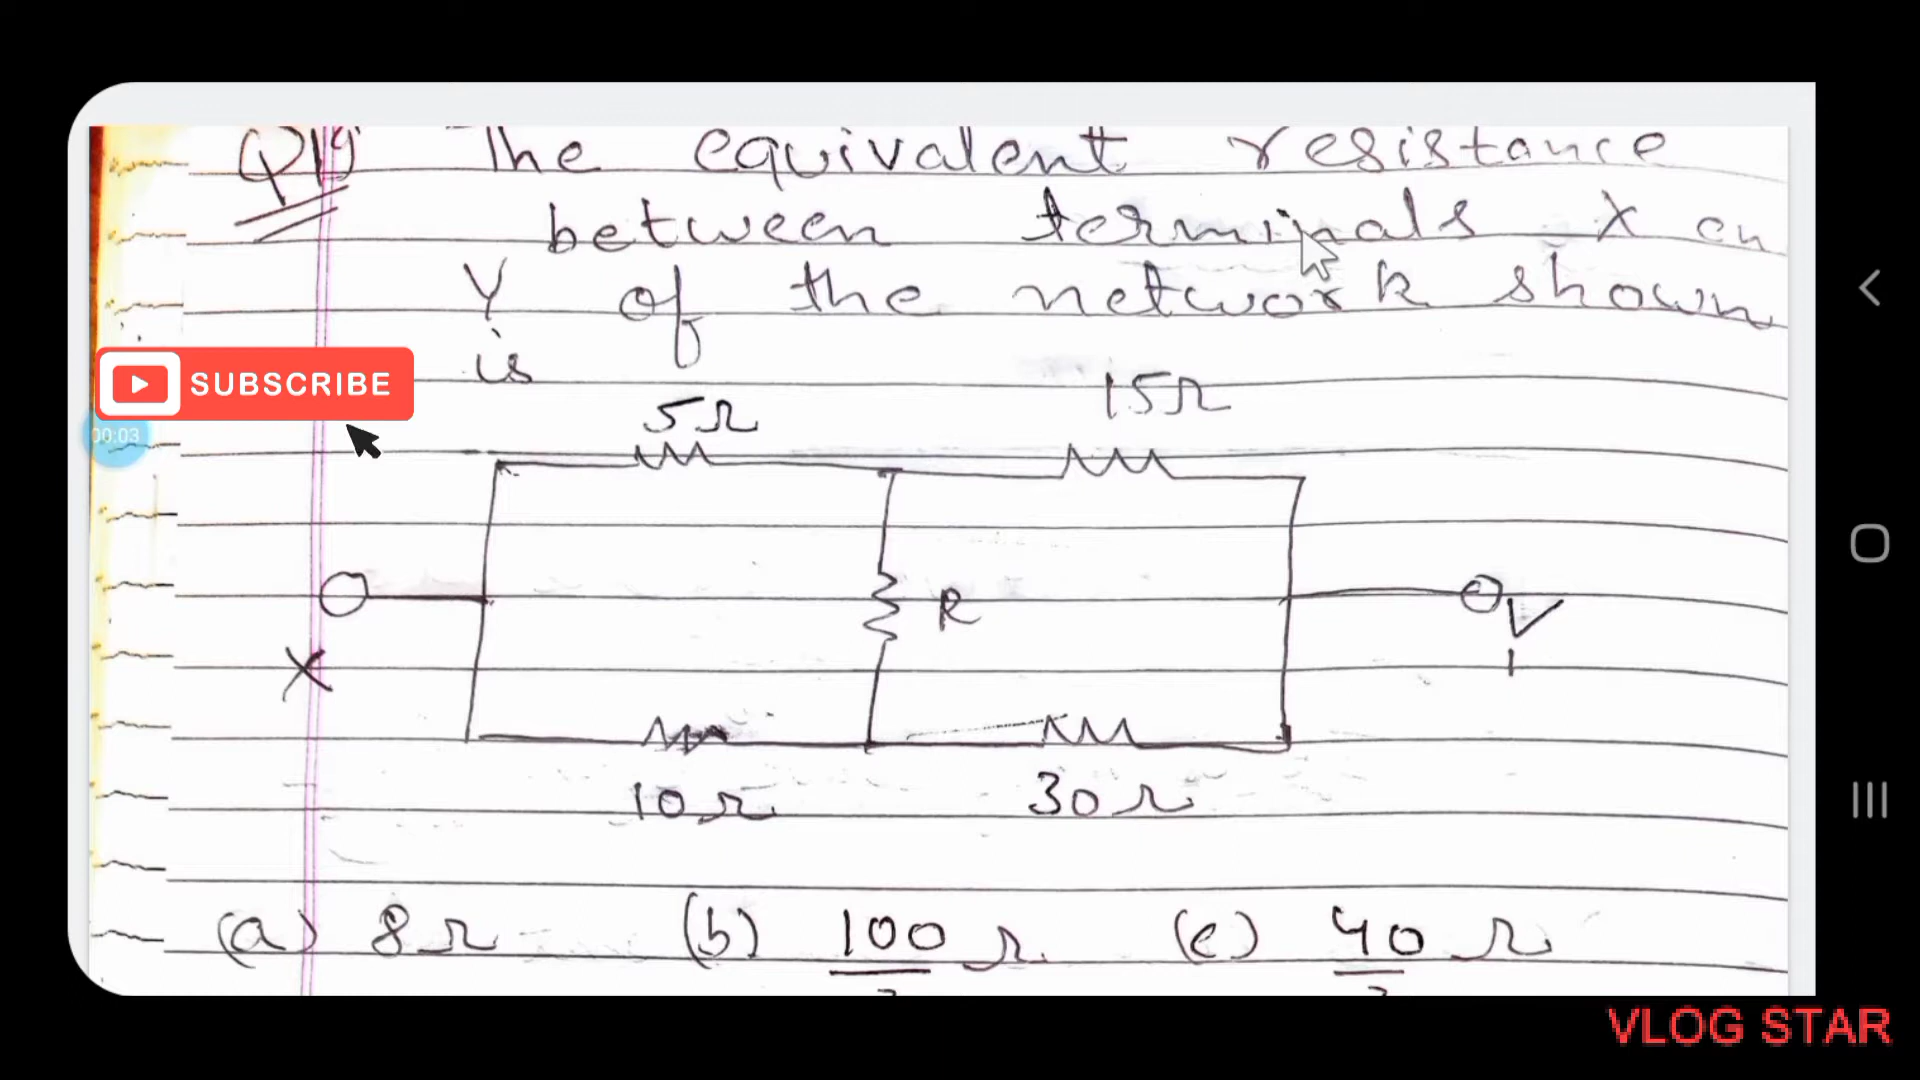 Q19 The equivalent resistance
between terminals X an
Y of the network shown
is
SUBSCRIBE
00:03
5Ω
15Ω
R
X
Y
10Ω
30Ω
(a) 8Ω (b) 100 Ω (c) 40 Ω
VLOG STAR